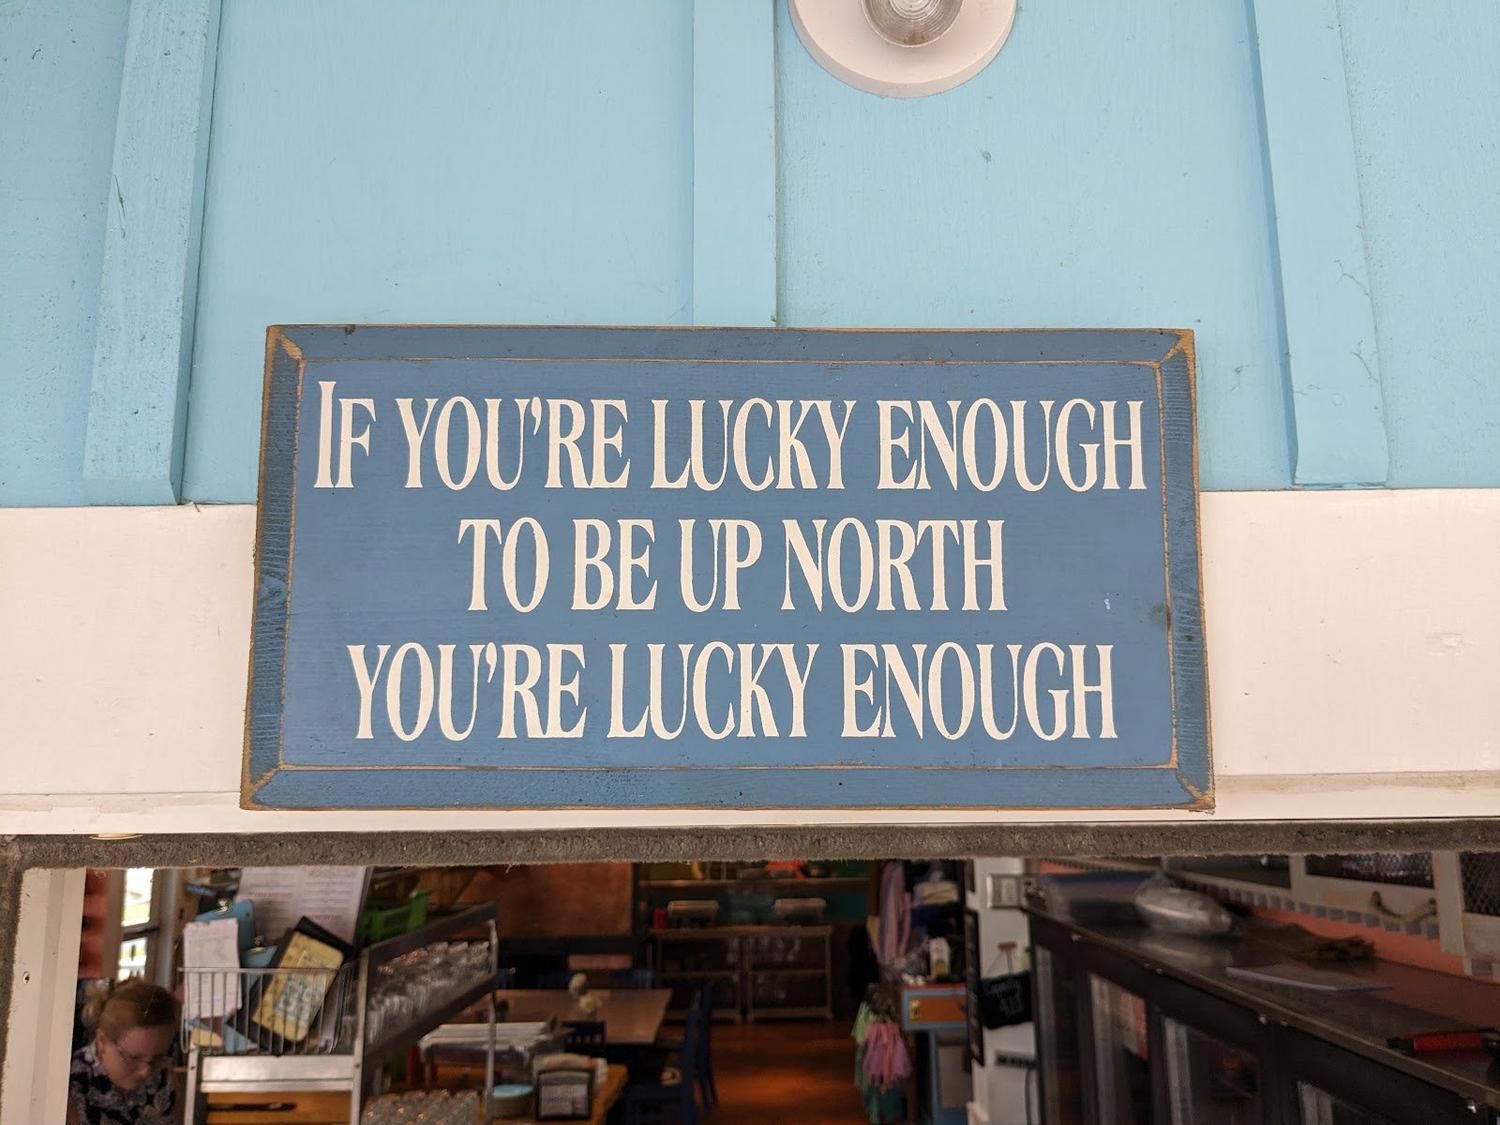 IF YOU'RE LUCKY ENOUGH
TO BE UP NORTH
YOU'RE LUCKY ENOUGH